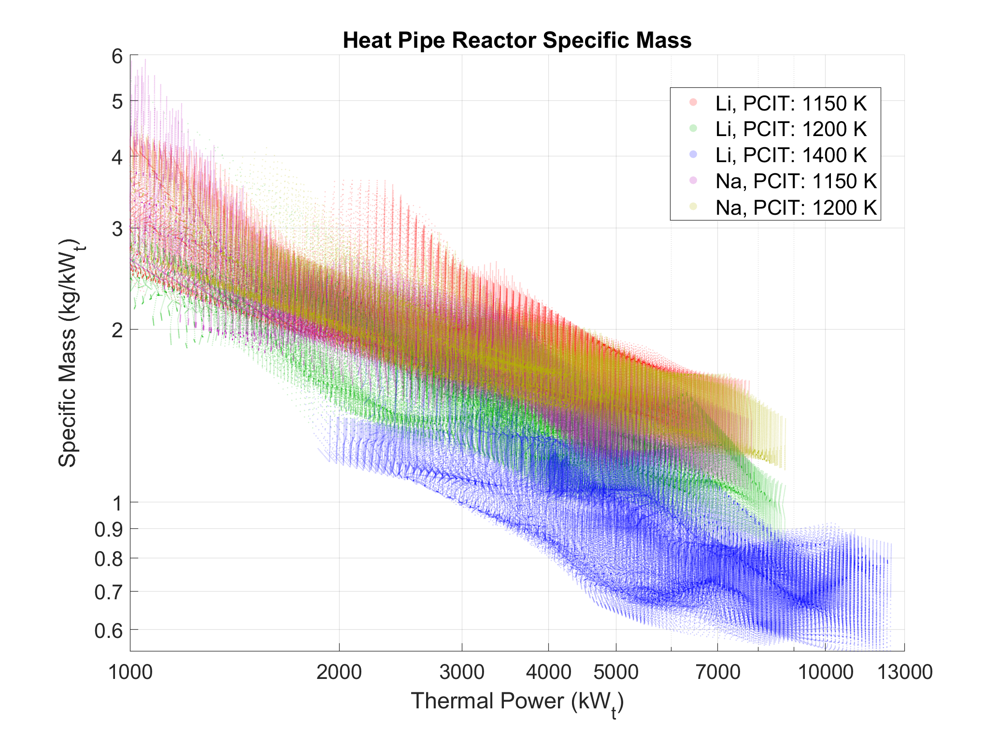 Heat Pipe Reactor Specific Mass
6
5
4
3
2
1
0.9
0.8
0.7
0.6
Specific Mass (kg/kWt)
Li, PCIT: 1150 K
Li, PCIT: 1200 K
Li, PCIT: 1400 K
Na, PCIT: 1150 K
Na, PCIT: 1200 K
1000 2000 3000 4000 5000 7000 10000 13000
Thermal Power (kWt)